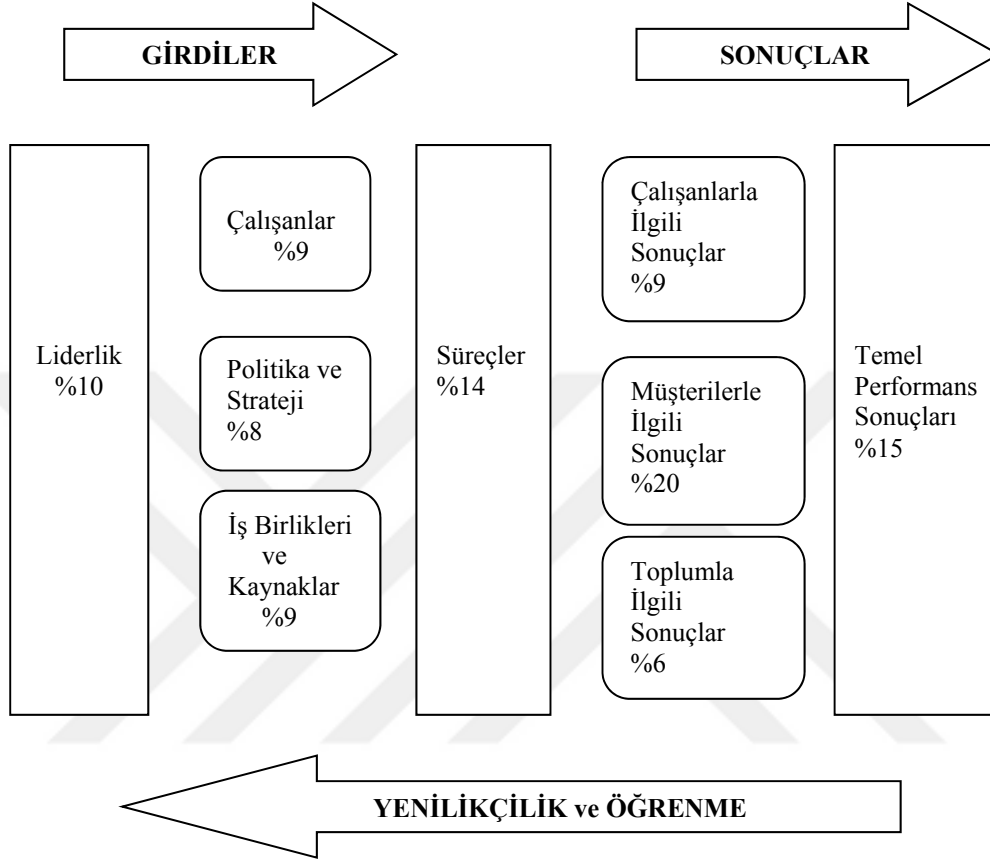 GİRDİLER
SONUÇLAR
Liderlik
%10
Çalışanlar
%9
Politika ve
Strateji
%8
İş Birlikleri
ve
Kaynaklar
%9
Süreçler
%14
Çalışanlarla
İlgili
Sonuçlar
%9
Müşterilerle
İlgili
Sonuçlar
%20
Toplumla
İlgili
Sonuçlar
%6
Temel
Performans
Sonuçları
%15
YENİLİKÇİLİK ve ÖĞRENME